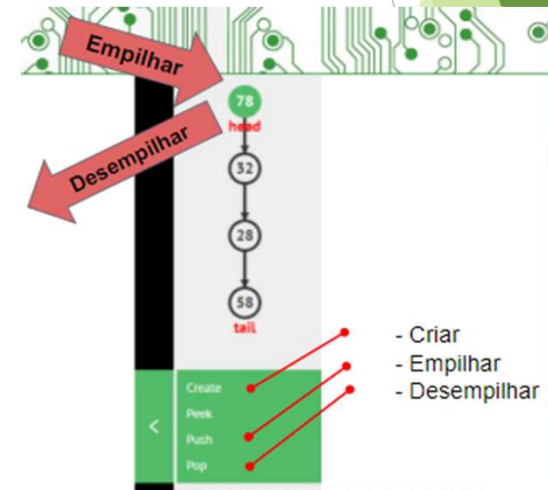 Empilhar
Desempilhar
78
head
32
28
58
tail
Create
Peek
Push
Pop
<
- Criar
- Empilhar
- Desempilhar